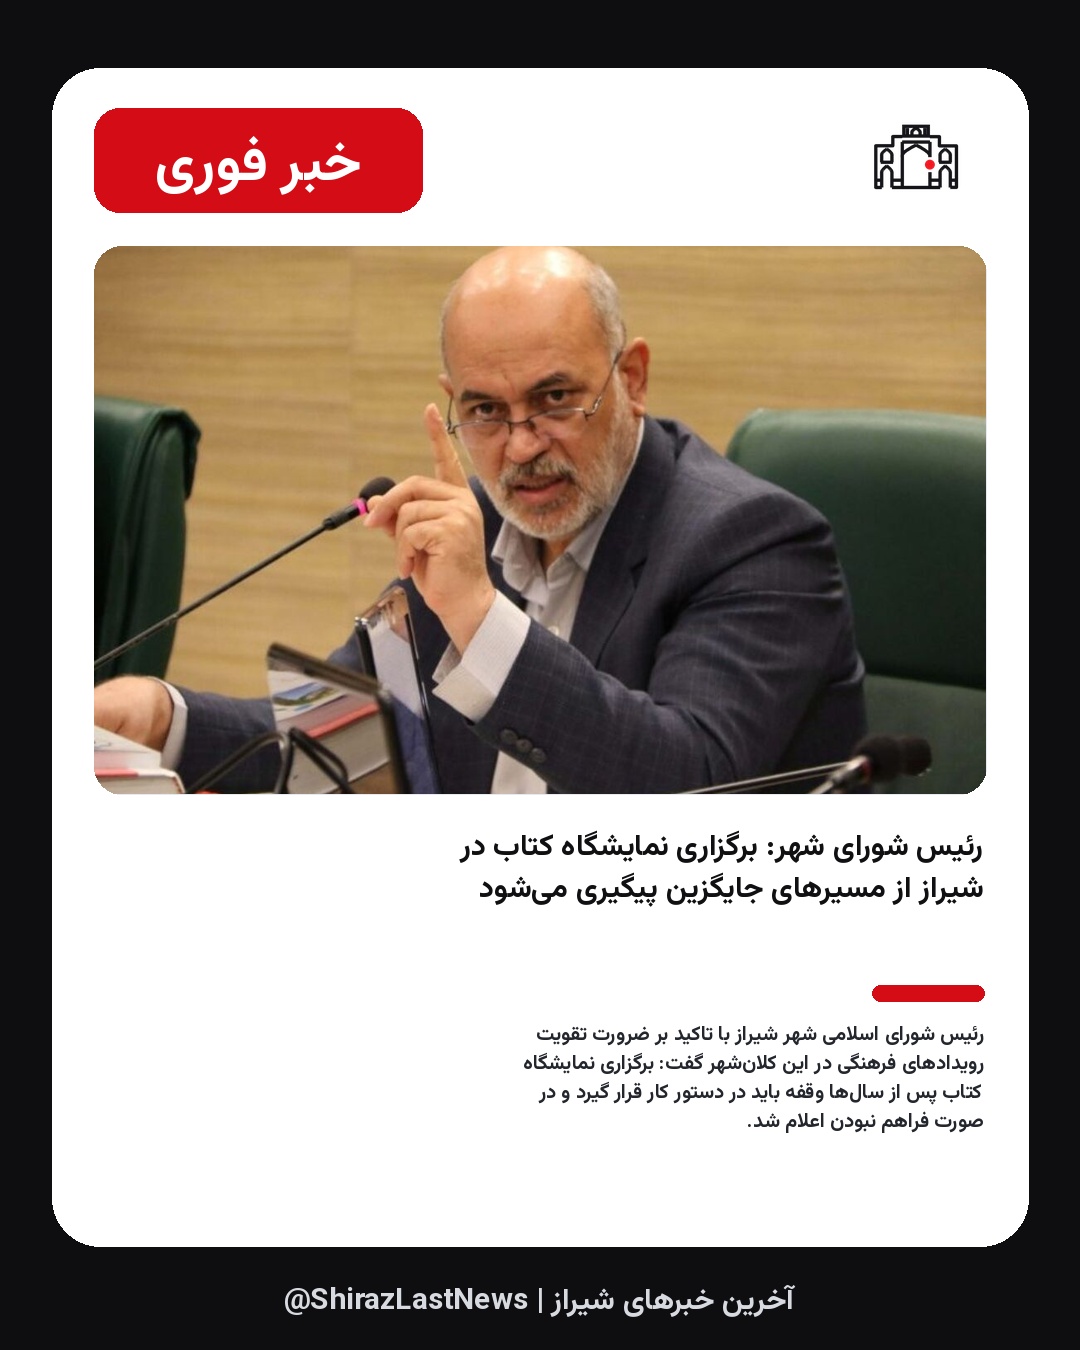 خبر فوری
رئیس شورای شهر: برگزاری نمایشگاه کتاب در
شیراز از مسیرهای جایگزین پیگیری می‌شود
رئیس شورای اسلامی شهر شیراز با تاکید بر ضرورت تقویت
رویدادهای فرهنگی در این کلان‌شهر گفت: برگزاری نمایشگاه
کتاب پس از سال‌ها وقفه باید در دستور کار قرار گیرد و در
صورت فراهم نبودن اعلام شد.
آخرین خبرهای شیراز | @ShirazLastNews